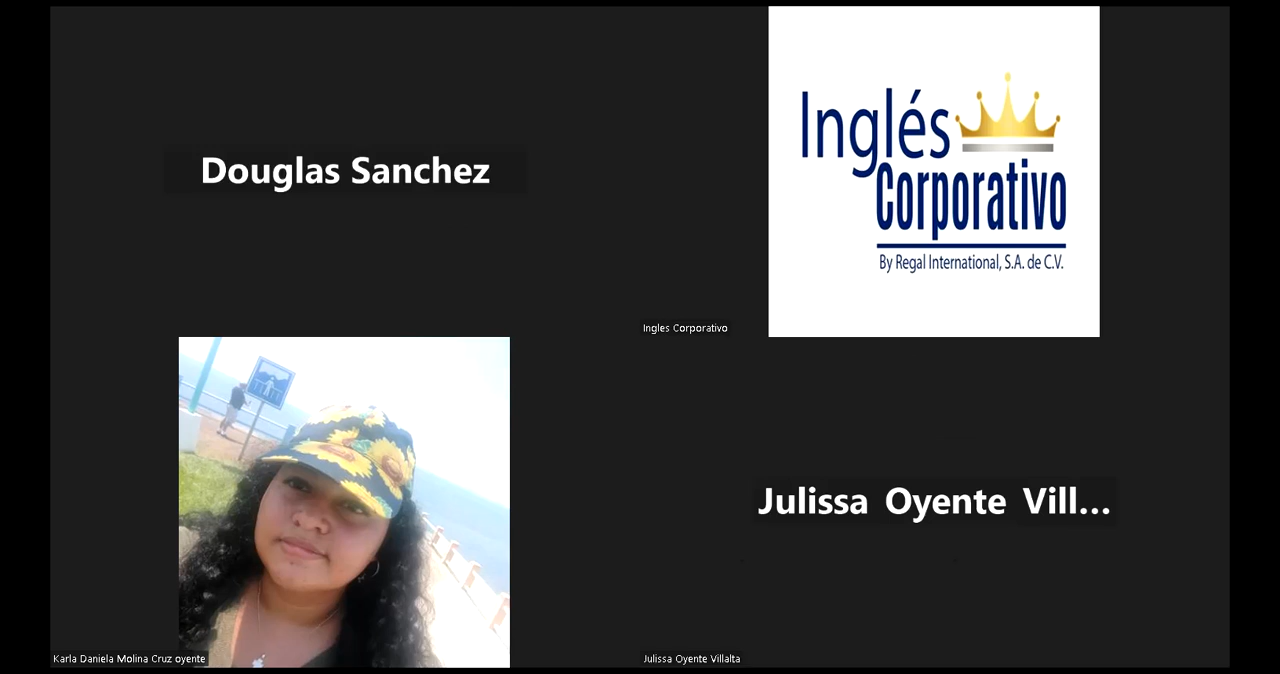 Douglas Sanchez
Inglés
Corporativo
By Regal International, S.A. de C.V.
Ingles Corporativo
Karla Daniela Molina Cruz oyente
Julissa Oyente Vill...
Julissa Oyente Villalta